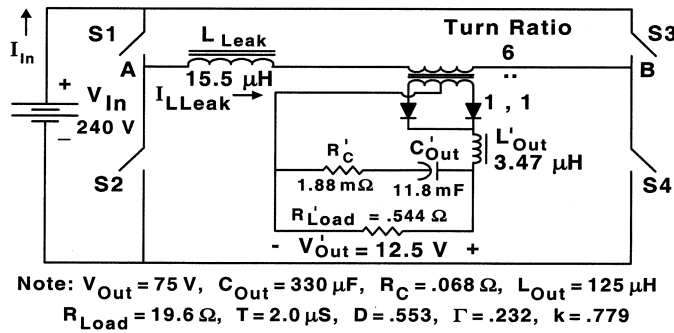 S1
L Leak
Turn Ratio
6
S3
I In
A
B
15.5 μH
+
V In
I LLeak
1 , 1
240 V
−
R'C
C'Out
L'Out
3.47 μH
S2
1.88 mΩ
11.8 mF
S4
R'Load = .544 Ω
- V'Out = 12.5 V +
Note: V Out = 75 V, C Out = 330 μF, R C = .068 Ω, L Out = 125 μH
R Load = 19.6 Ω, T = 2.0 μS, D = .553, Γ = .232, k = .779